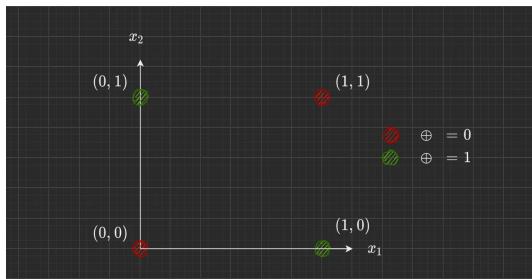 x₂
(0, 1)
(1, 1)
⊕ = 0
⊕ = 1
(0, 0)
(1, 0)
x₁